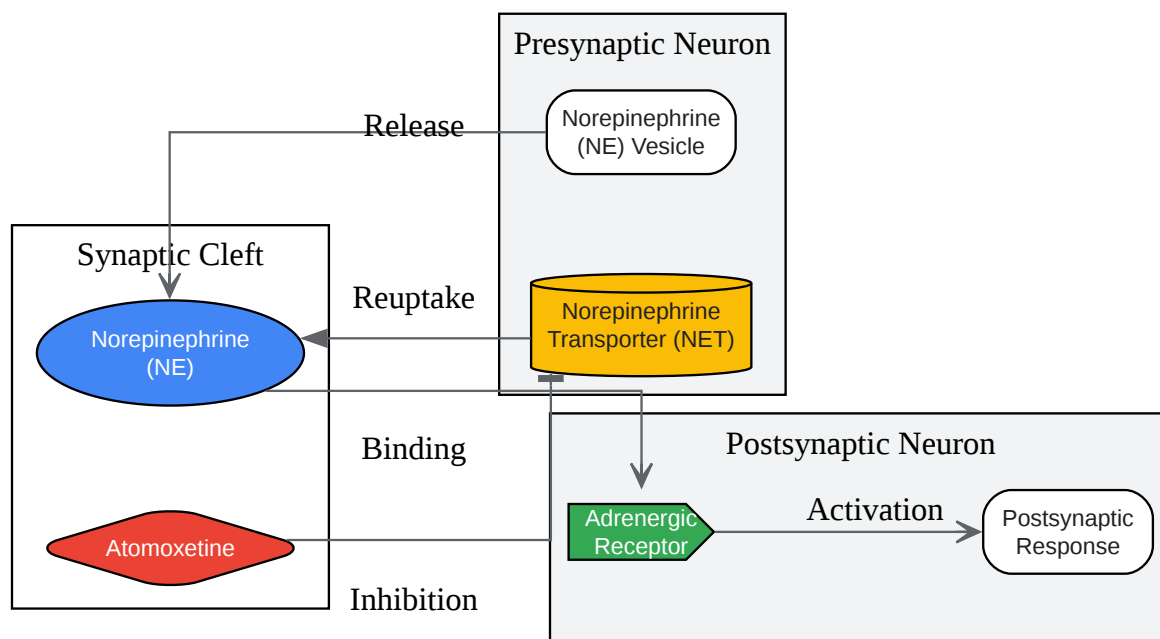 Presynaptic Neuron
Norepinephrine
(NE) Vesicle
Release
Synaptic Cleft
Reuptake
Norepinephrine
Transporter (NET)
Norepinephrine
(NE)
Binding
Postsynaptic Neuron
Adrenergic
Receptor
Activation
Postsynaptic
Response
Atomoxetine
Inhibition